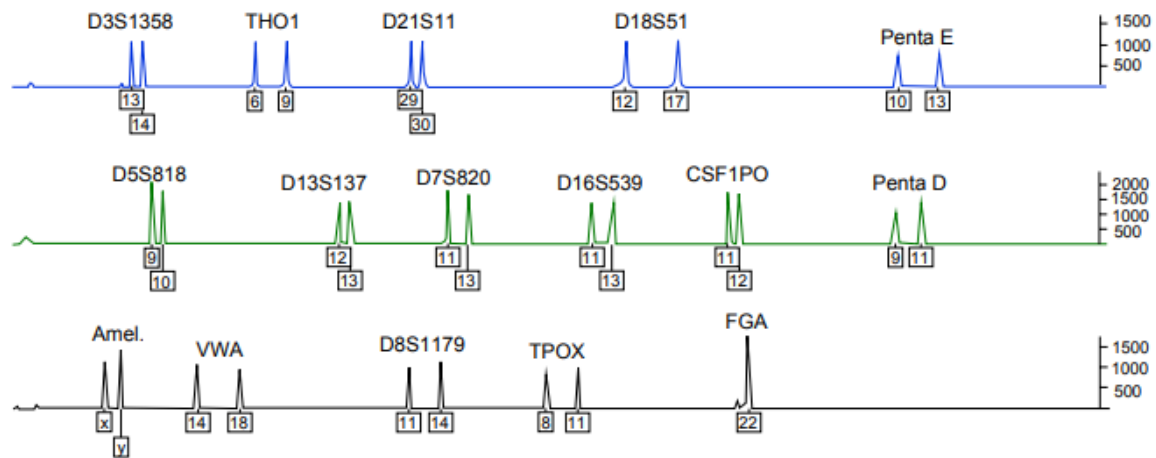 D3S1358 THO1 D21S11 D18S51 Penta E
1500
1000
500
13 14 6 9 29 30 12 17 10 13
D5S818 D13S137 D7S820 D16S539 CSF1PO Penta D
2000
1500
1000
500
9 10 12 13 11 13 11 13 11 12 9 11
Amel. VWA D8S1179 TPOX FGA
1500
1000
500
x y 14 18 11 14 8 11 22